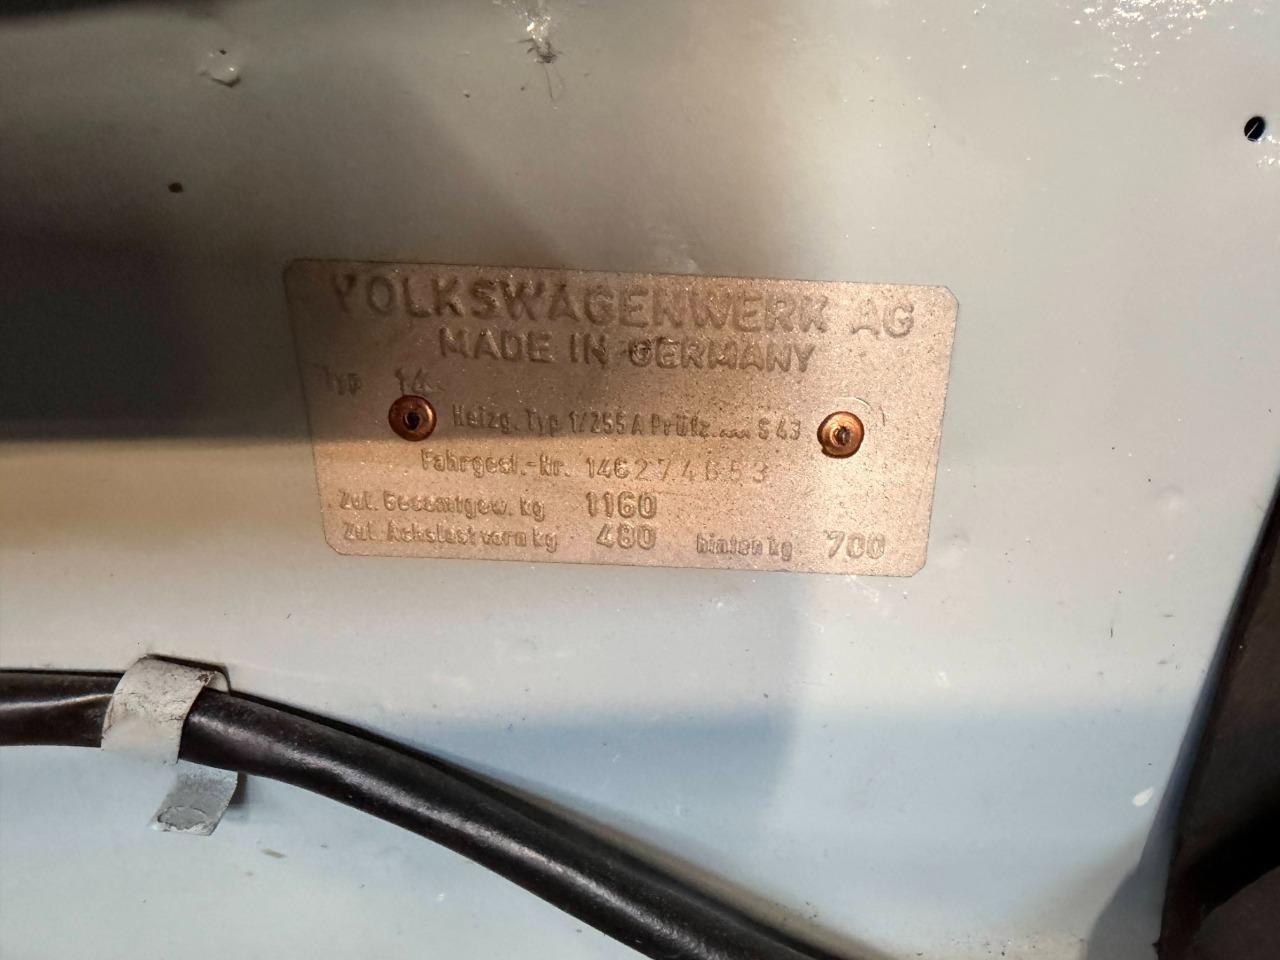 VOLKSWAGENWERK AG
MADE IN GERMANY
Typ 14
Heizg. Typ 1/255 A Prüfz. ~~~ S 43
Fahrgest.-Nr.
Zul. Gesamtgew. kg 1160
Zul. Achslast vorn kg 480 hinten kg 700